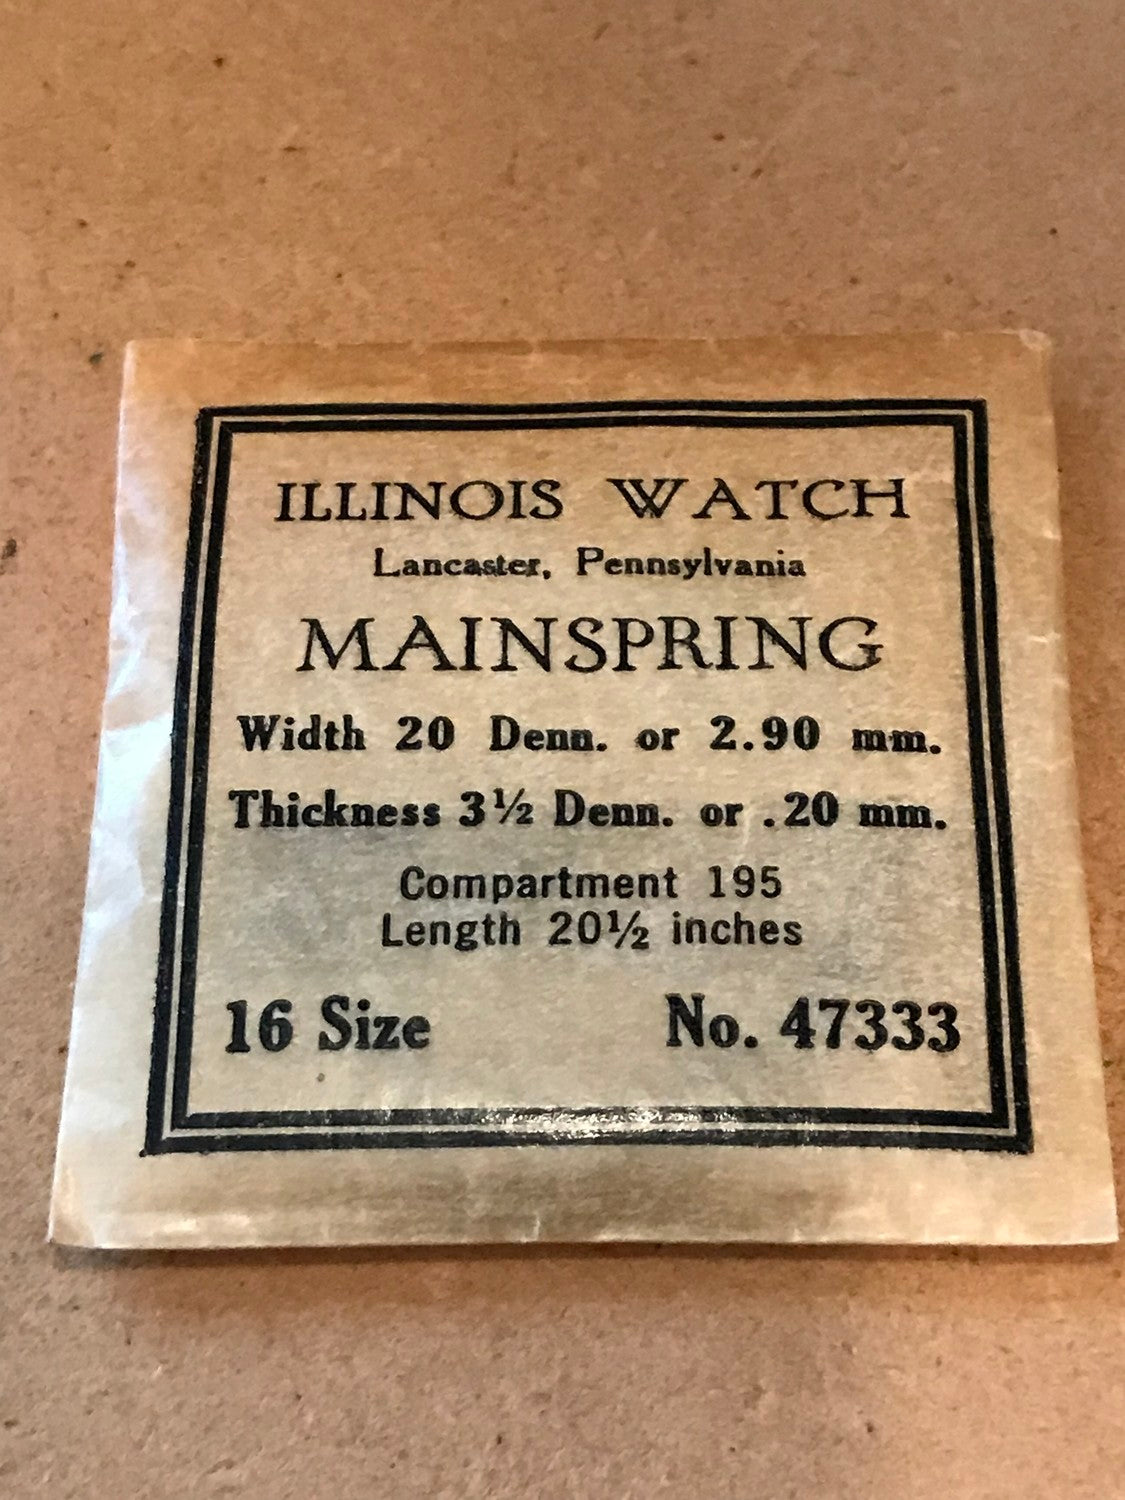 ILLINOIS WATCH
Lancaster, Pennsylvania
MAINSPRING
Width 20 Denn. or 2.90 mm.
Thickness 3½ Denn. or .20 mm.
Compartment 195
Length 20½ inches
16 Size No. 47333